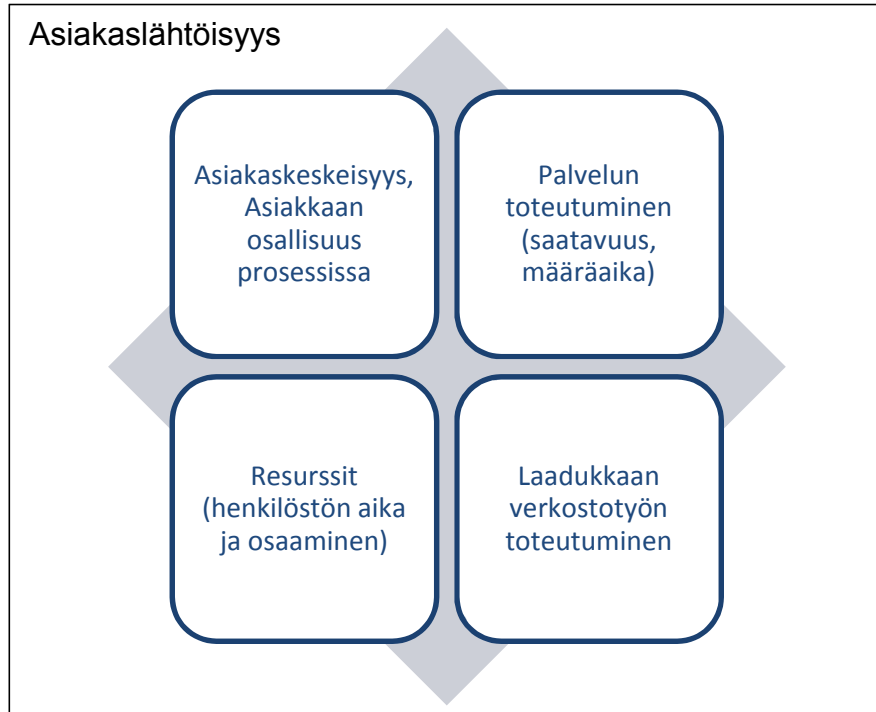 Asiakaslähtöisyys
Asiakaskeskeisyys,
Asiakkaan
osallisuus
prosessissa
Palvelun
toteutuminen
(saatavuus,
määräaika)
Resurssit
(henkilöstön aika
ja osaaminen)
Laadukkaan
verkostotyön
toteutuminen